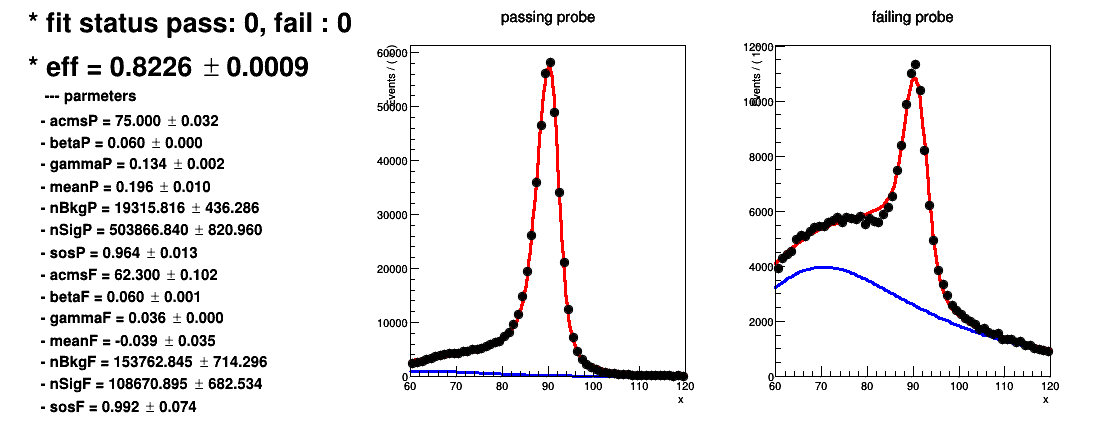 * fit status pass: 0, fail : 0
* eff = 0.8226 ± 0.0009
--- parmeters
- acmsP = 75.000 ± 0.032
- betaP = 0.060 ± 0.000
- gammaP = 0.134 ± 0.002
- meanP = 0.196 ± 0.010
- nBkgP = 19315.816 ± 436.286
- nSigP = 503866.840 ± 820.960
- sosP = 0.964 ± 0.013
- acmsF = 62.300 ± 0.102
- betaF = 0.060 ± 0.001
- gammaF = 0.036 ± 0.000
- meanF = -0.039 ± 0.035
- nBkgF = 153762.845 ± 714.296
- nSigF = 108670.895 ± 682.534
- sosF = 0.992 ± 0.074
passing probe
Events / (
60000
50000
40000
30000
20000
10000
0
60 70 80 90 100 110 120
x
failing probe
Events / ( 1
12000
10000
8000
6000
4000
2000
0
60 70 80 90 100 110 120
x